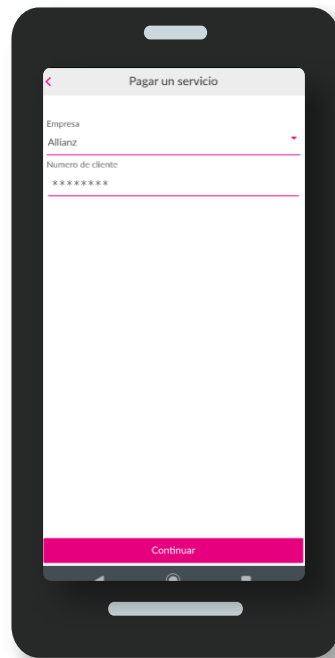 Pagar un servicio
Empresa
Allianz
Numero de cliente
********
Continuar